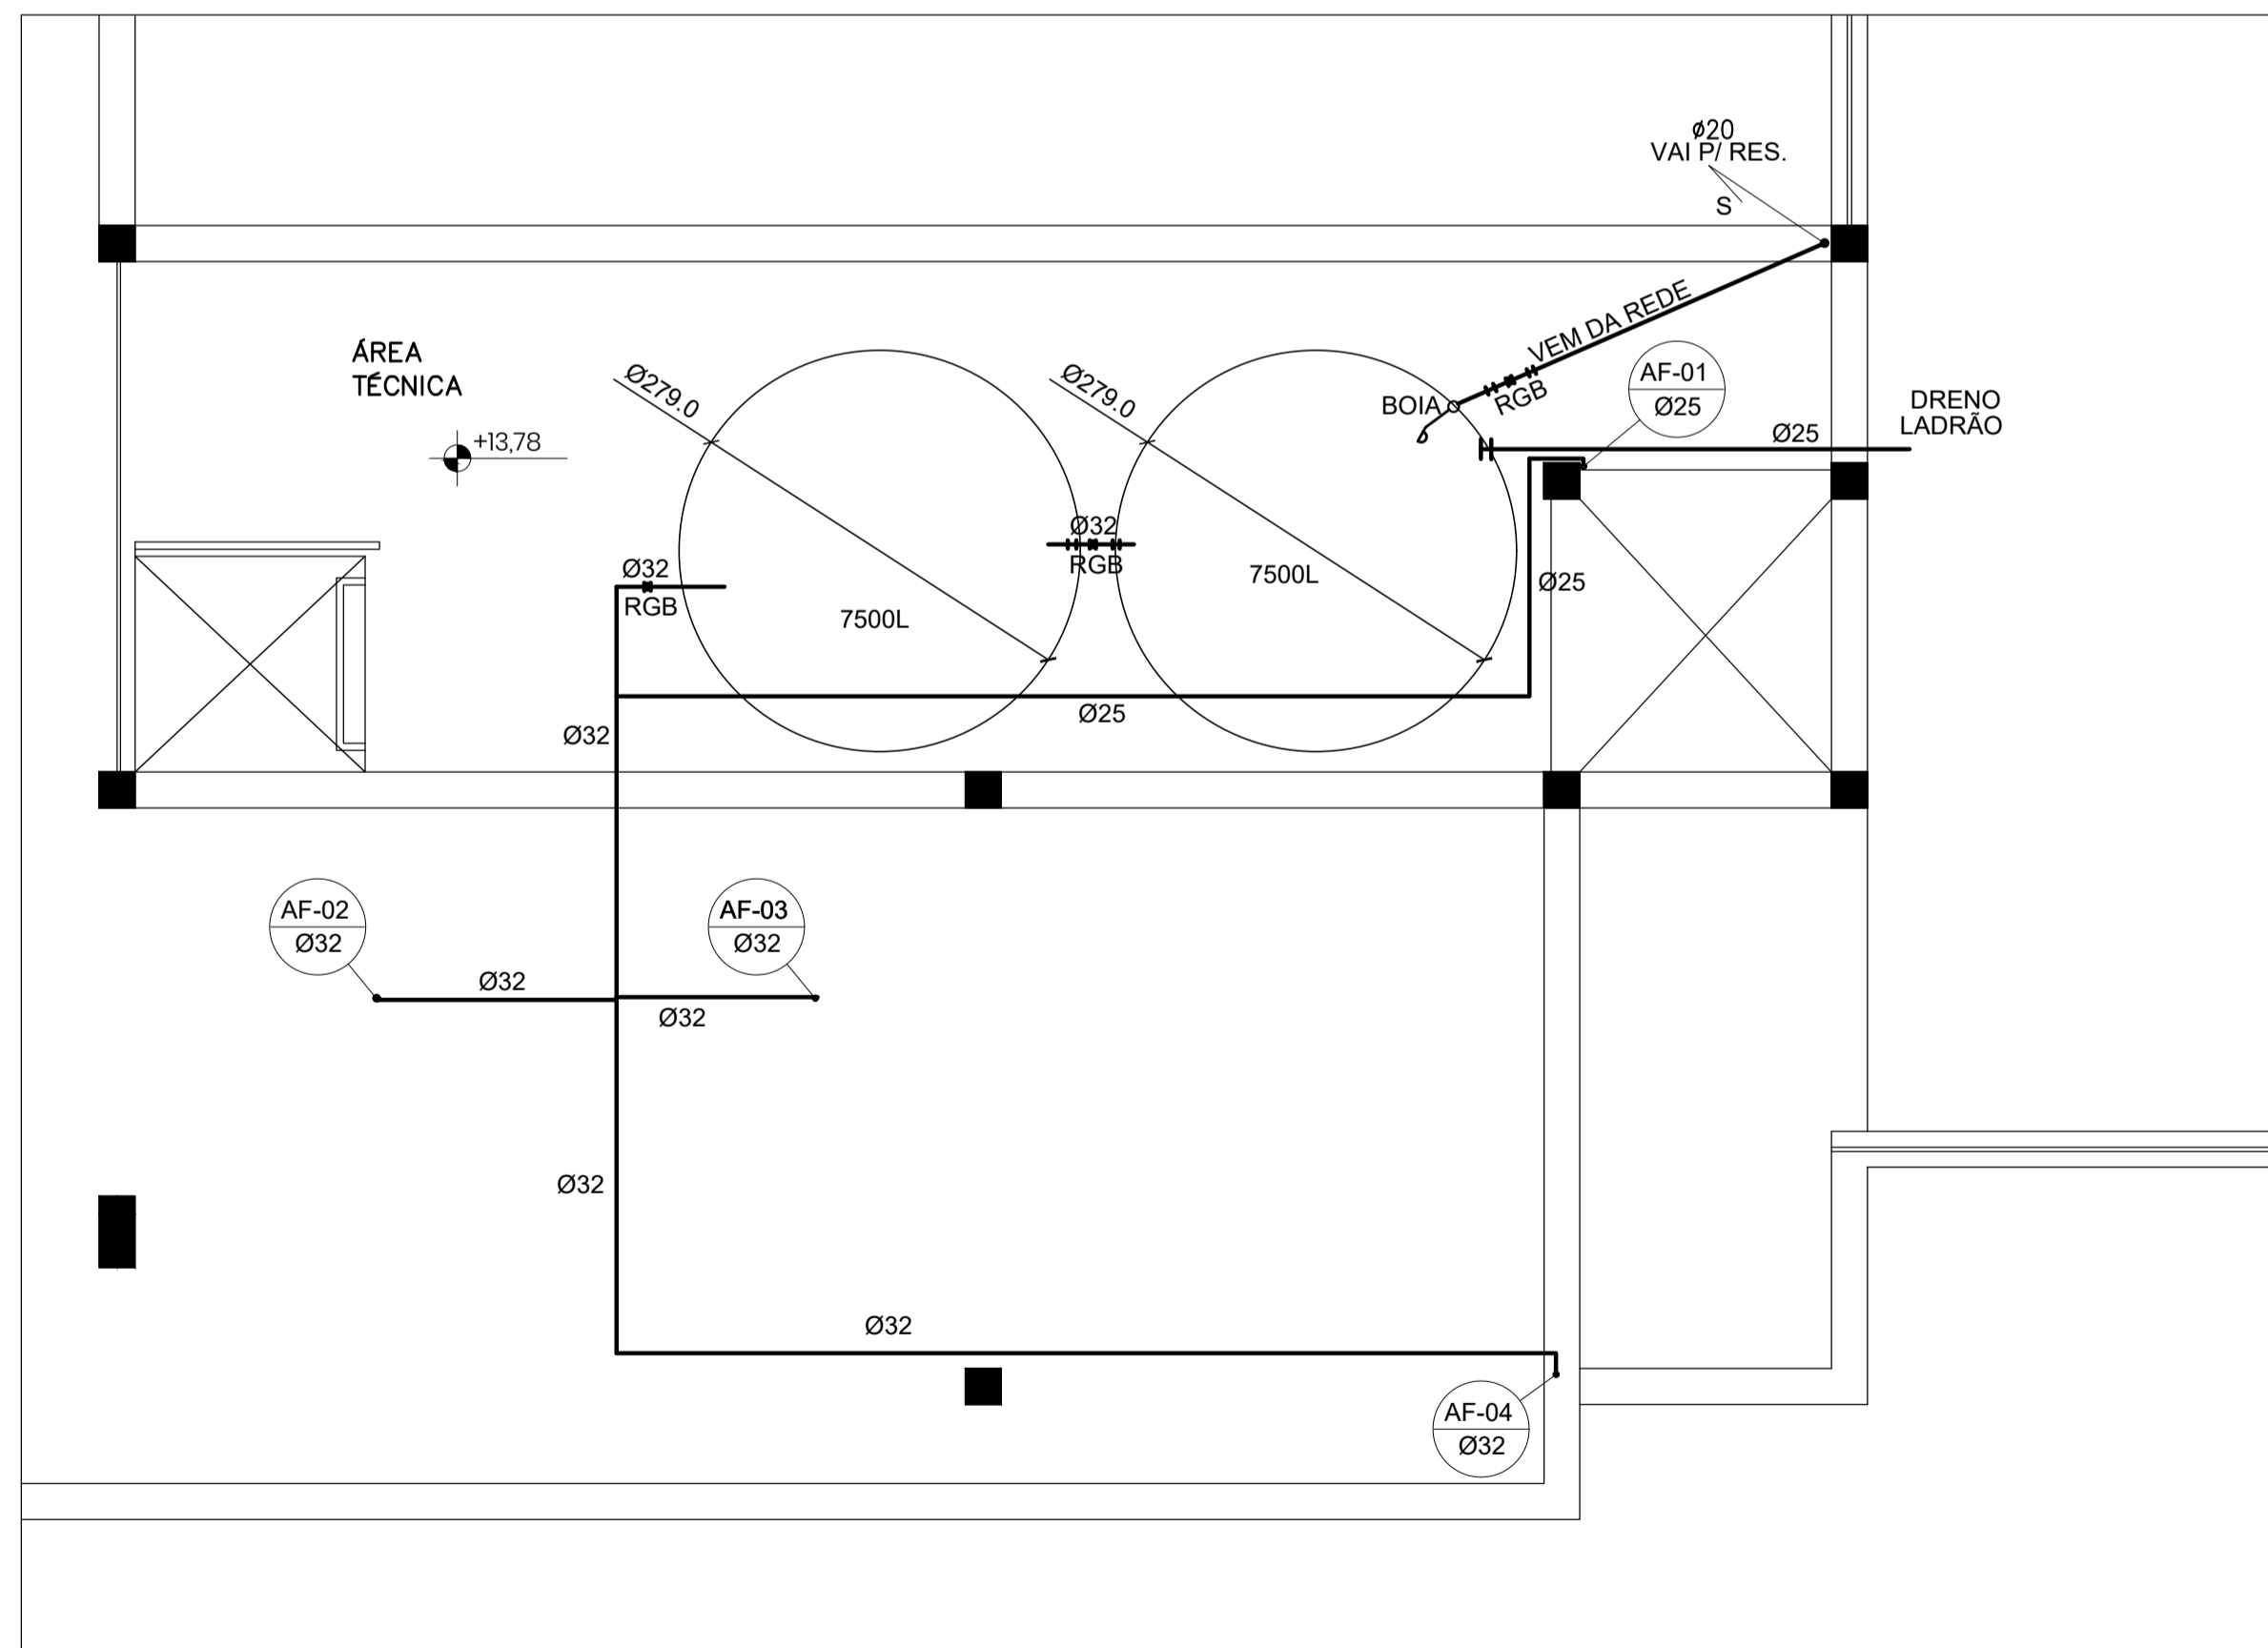 ø20
VAI P/ RES.
S
VEM DA REDE
ÁREA
TÉCNICA
+13,78
Ø279.0
Ø279.0
BOIA
RGB
AF-01
Ø25
DRENO
LADRÃO
Ø25
Ø32
RGB
Ø32
RGB
7500L
7500L
Ø25
Ø25
Ø32
AF-02
Ø32
AF-03
Ø32
Ø32
Ø32
Ø32
Ø32
AF-04
Ø32